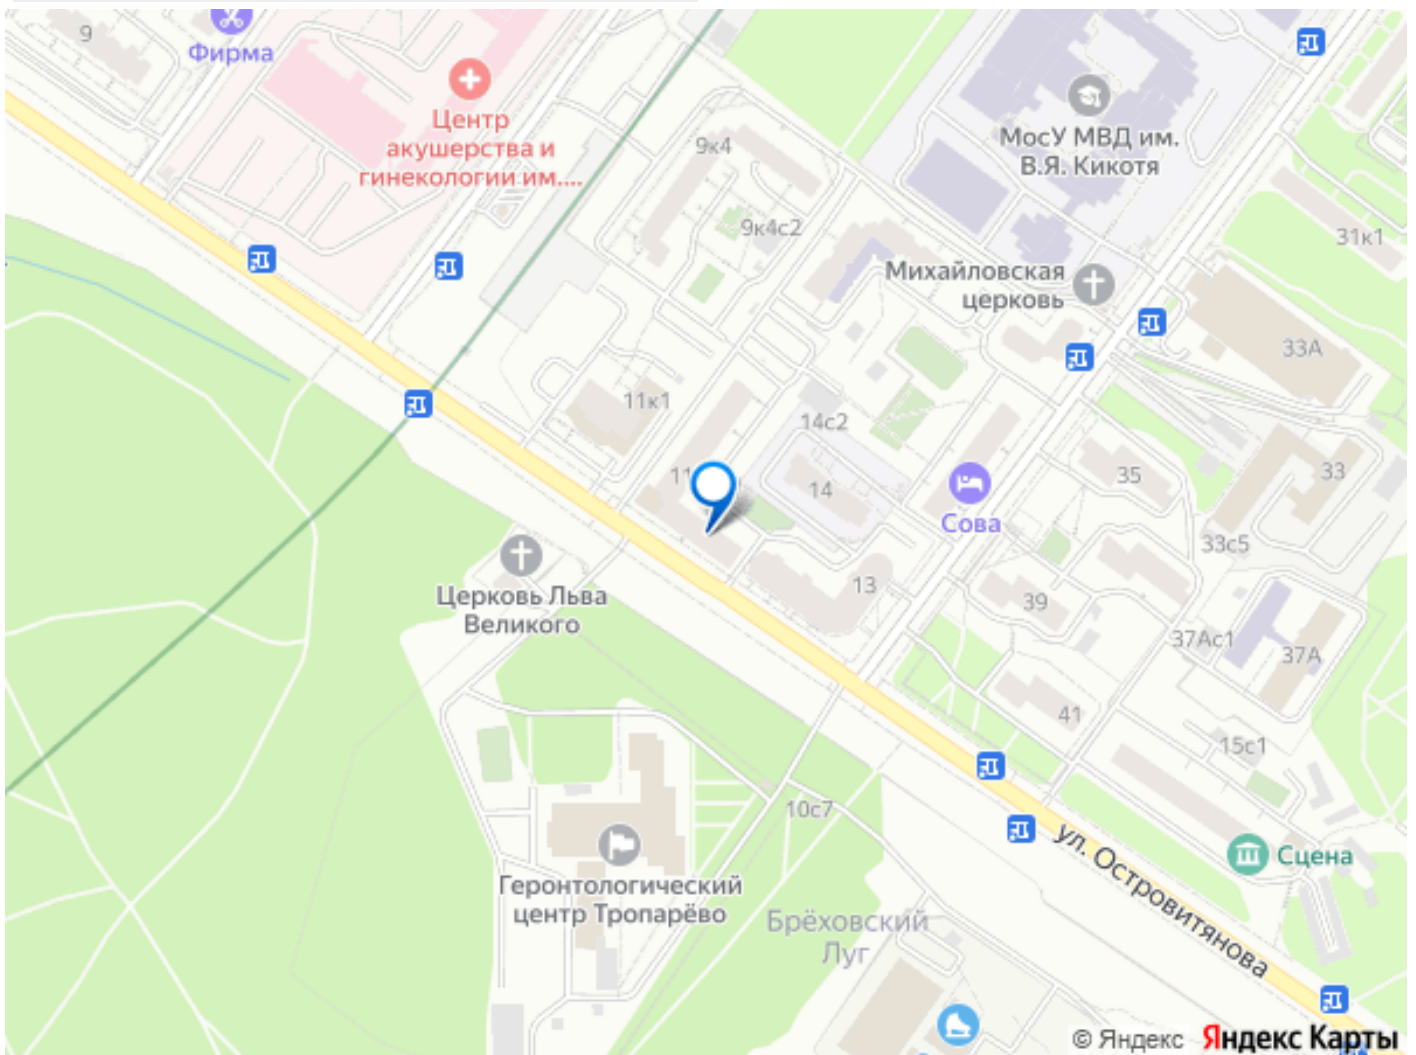 9
Фирма
Центр
акушерства и
гинекологии им....
9к4
9к4с2
МосУ МВД им.
В.Я. Кикотя
31к1
Михайловская
церковь
33А
11к1
14с2
14
35
33
Сова
33с5
13
39
37Ас1
37А
Церковь Льва
Великого
41
15с1
10с7
ул. Островитянова
Сцена
Геронтологический
центр Тропарёво
Брёховский
Луг
© Яндекс Яндекс Карты